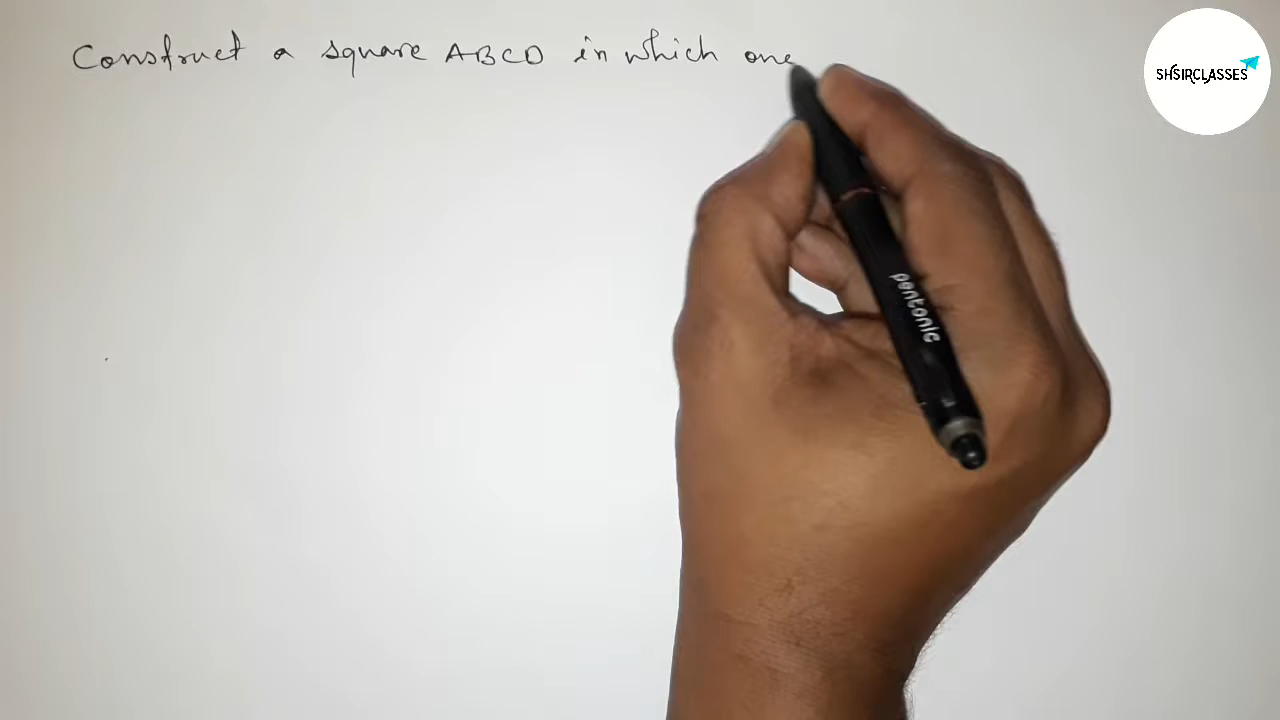 Construct a square ABCD in which one
SHSIRCLASSES
pentonic